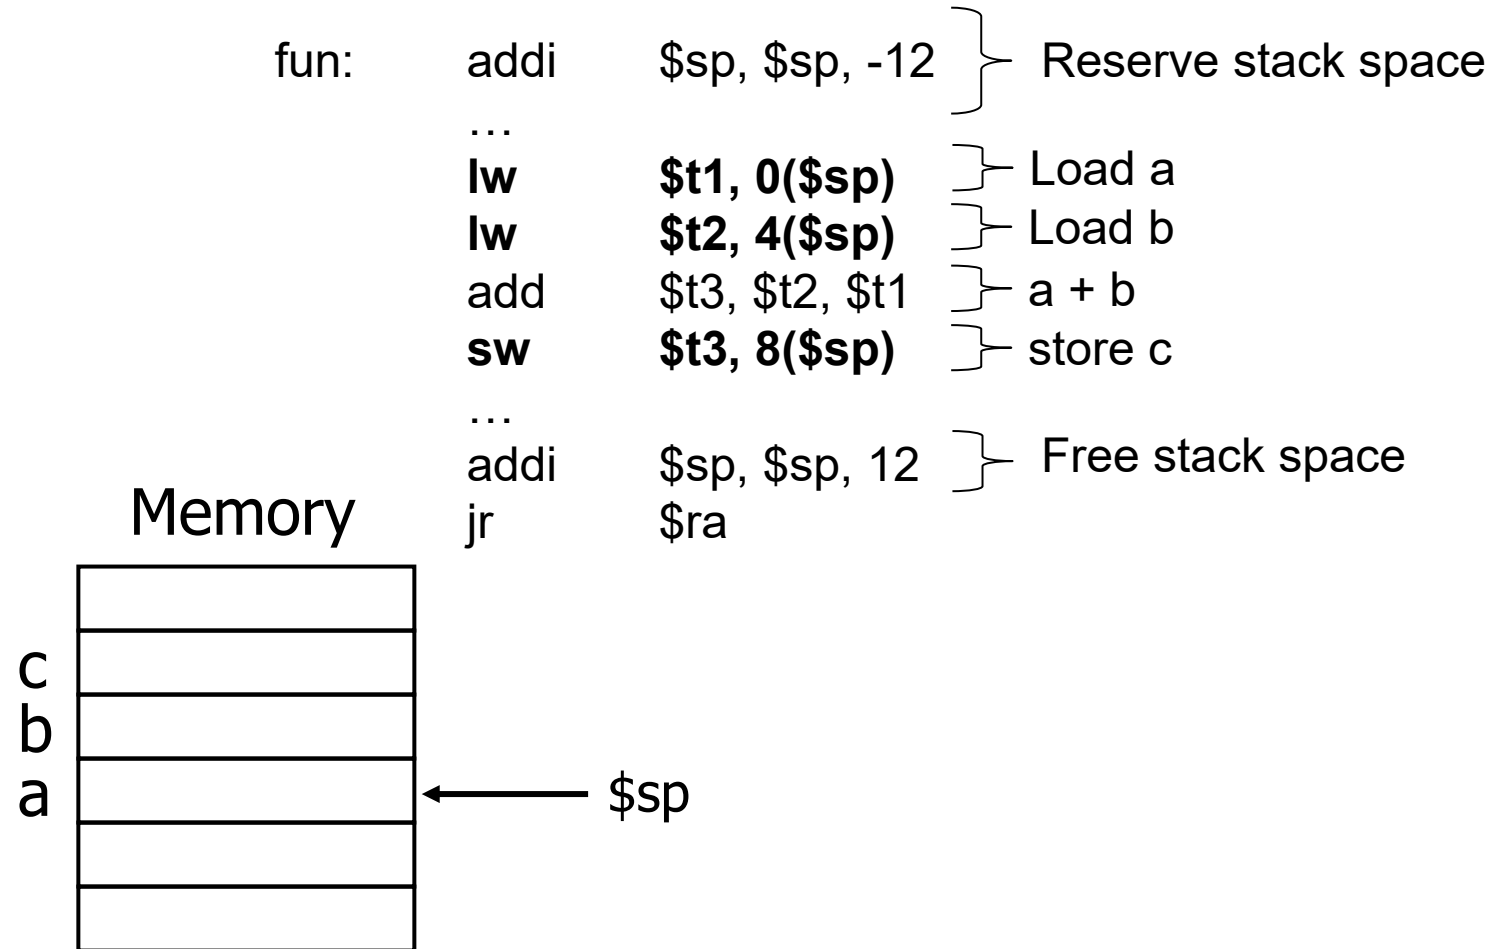 fun: addi $sp, $sp, -12 Reserve stack space
…
lw $t1, 0($sp) Load a
lw $t2, 4($sp) Load b
add $t3, $t2, $t1 a + b
sw $t3, 8($sp) store c
…
addi $sp, $sp, 12 Free stack space
jr $ra
Memory
c
b
a $sp